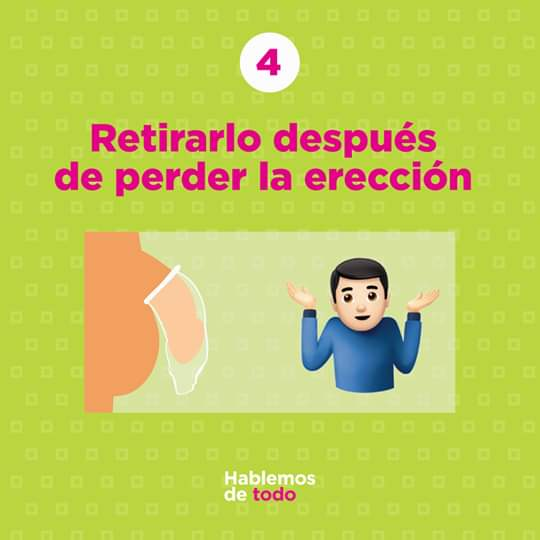 4
Retirarlo después
de perder la erección
Hablemos
de todo